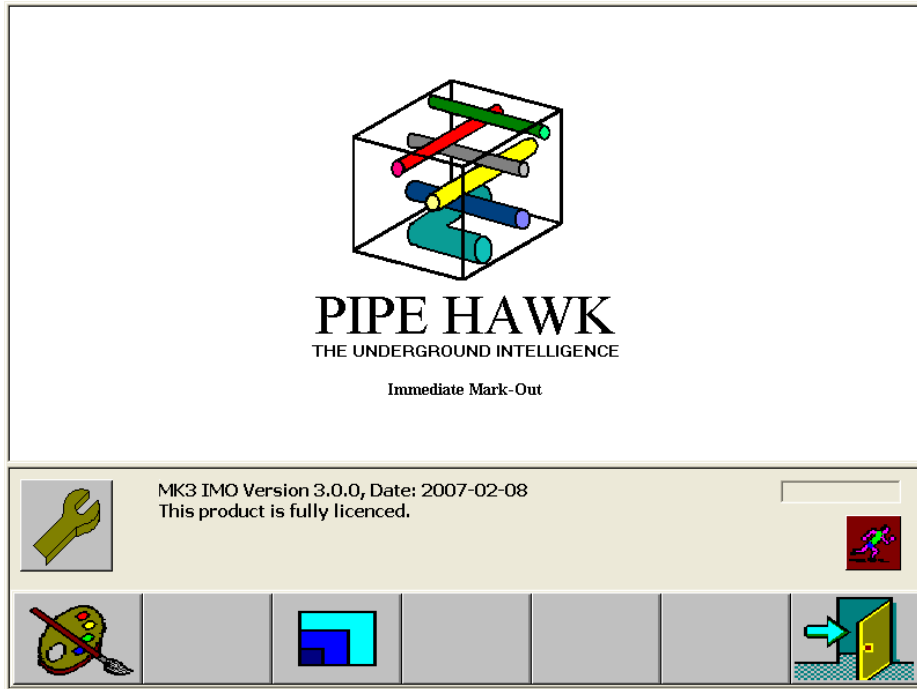 PIPE HAWK
THE UNDERGROUND INTELLIGENCE
Immediate Mark-Out
MK3 IMO Version 3.0.0, Date: 2007-02-08
This product is fully licenced.